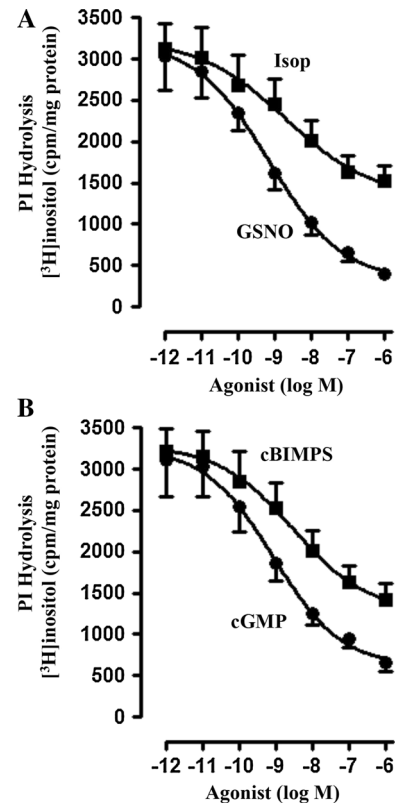 A
PI Hydrolysis
[³H]inositol (cpm/mg protein)
3500
3000
2500
2000
1500
1000
500
0
Isop
GSNO
-12 -11 -10 -9 -8 -7 -6
Agonist (log M)
B
PI Hydrolysis
[³H]inositol (cpm/mg protein)
3500
3000
2500
2000
1500
1000
500
0
cBIMPS
cGMP
-12 -11 -10 -9 -8 -7 -6
Agonist (log M)